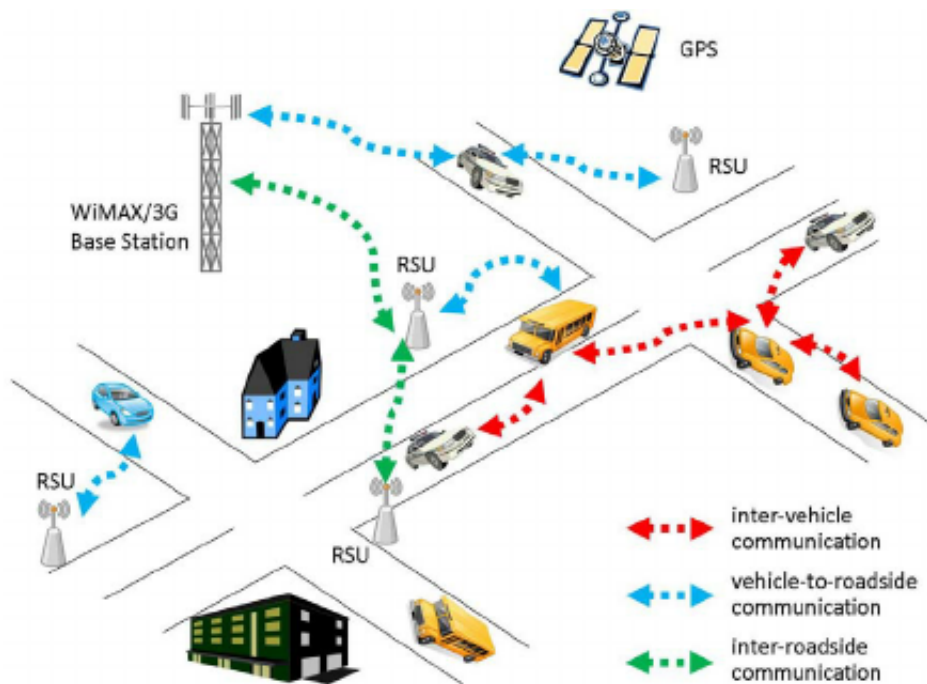 GPS
RSU
WiMAX/3G
Base Station
RSU
RSU
RSU
inter-vehicle
communication
vehicle-to-roadside
communication
inter-roadside
communication